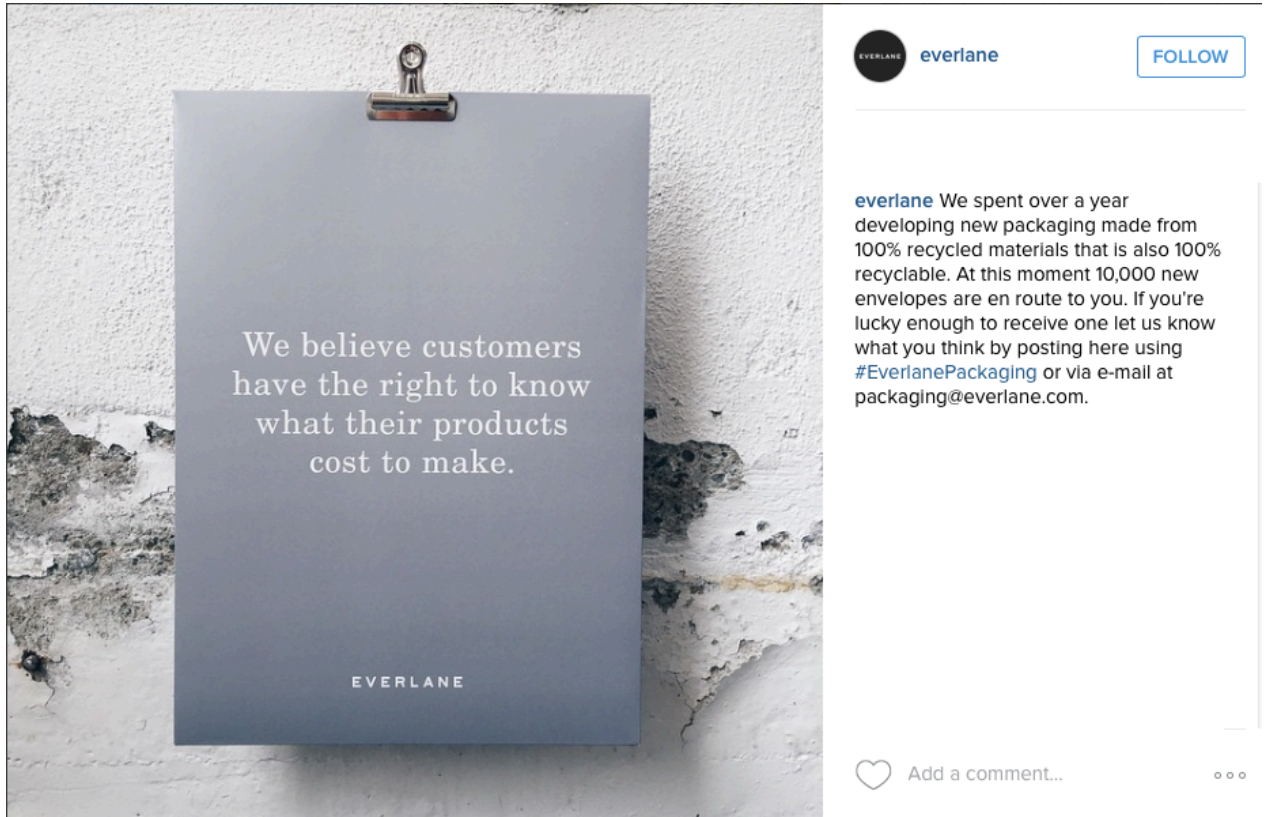 We believe customers
have the right to know
what their products
cost to make.
EVERLANE
EVERLANE
everlane
FOLLOW
everlane We spent over a year
developing new packaging made from
100% recycled materials that is also 100%
recyclable. At this moment 10,000 new
envelopes are en route to you. If you're
lucky enough to receive one let us know
what you think by posting here using
#EverlanePackaging or via e-mail at
packaging@everlane.com.
Add a comment...